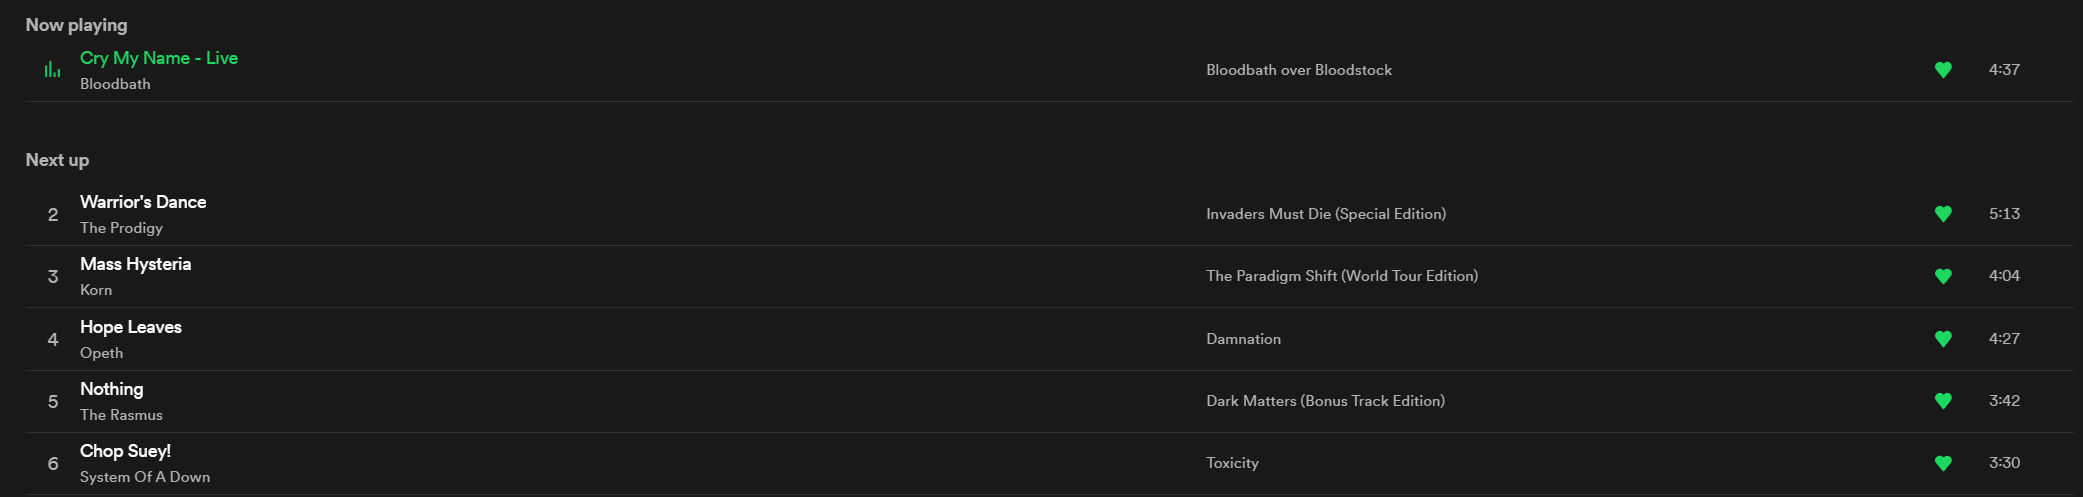 Now playing
Cry My Name - Live
Bloodbath
Bloodbath over Bloodstock
4:37
Next up
2
Warrior's Dance
The Prodigy
Invaders Must Die (Special Edition)
5:13
3
Mass Hysteria
Korn
The Paradigm Shift (World Tour Edition)
4:04
4
Hope Leaves
Opeth
Damnation
4:27
5
Nothing
The Rasmus
Dark Matters (Bonus Track Edition)
3:42
6
Chop Suey!
System Of A Down
Toxicity
3:30